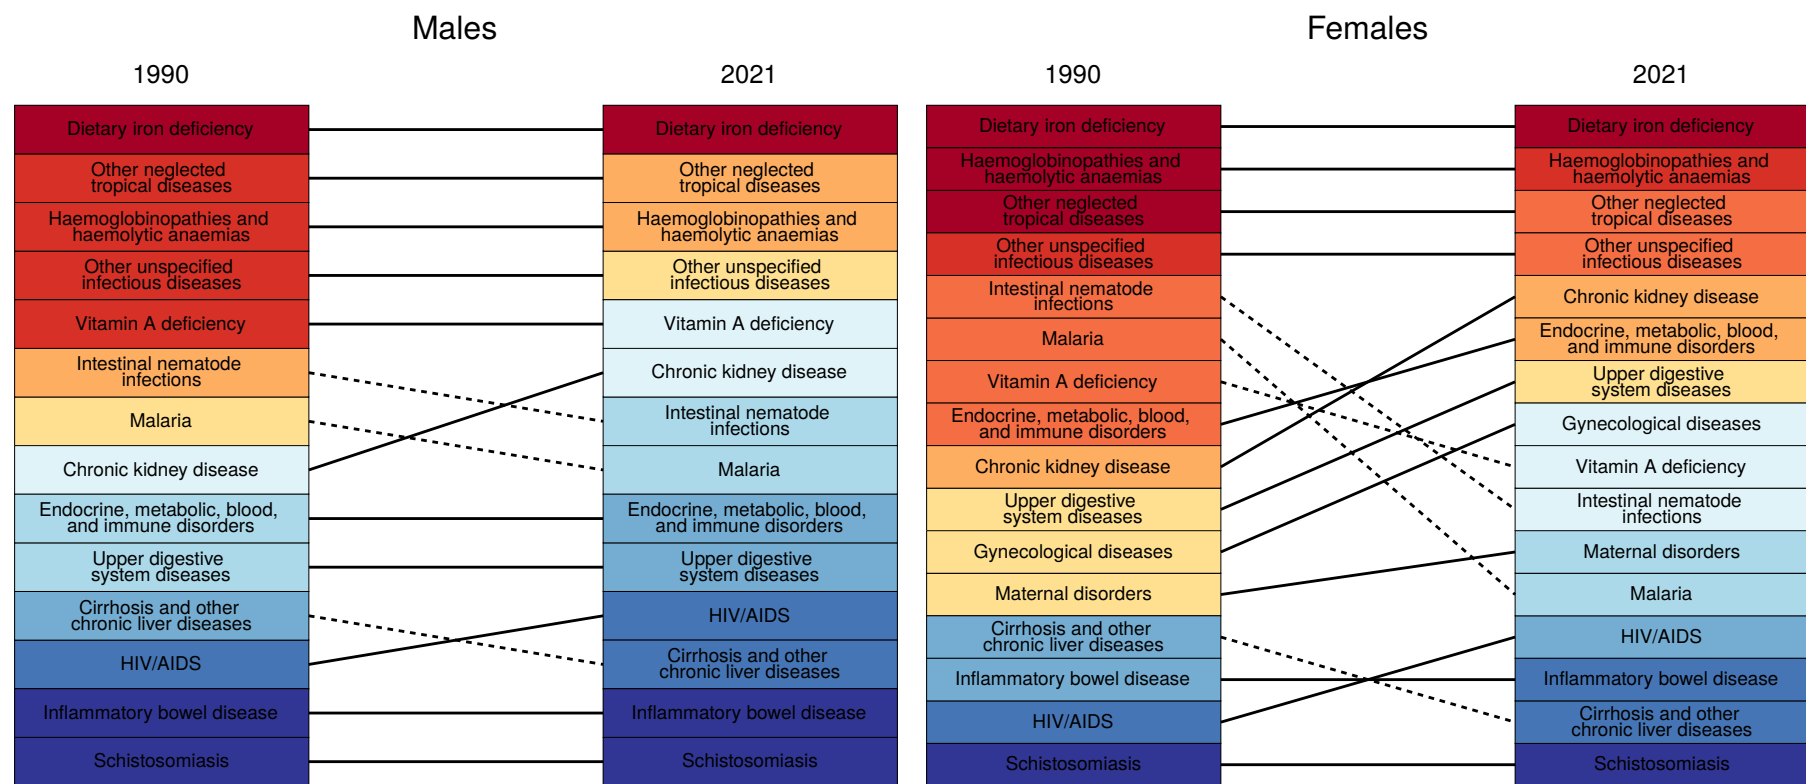 Males
1990
2021
Dietary iron deficiency
Other neglected
tropical diseases
Haemoglobinopathies and
haemolytic anaemias
Other unspecified
infectious diseases
Vitamin A deficiency
Intestinal nematode
infections
Malaria
Chronic kidney disease
Endocrine, metabolic, blood,
and immune disorders
Upper digestive
system diseases
Cirrhosis and other
chronic liver diseases
HIV/AIDS
Inflammatory bowel disease
Schistosomiasis
Dietary iron deficiency
Other neglected
tropical diseases
Haemoglobinopathies and
haemolytic anaemias
Other unspecified
infectious diseases
Vitamin A deficiency
Chronic kidney disease
Intestinal nematode
infections
Malaria
Endocrine, metabolic, blood,
and immune disorders
Upper digestive
system diseases
HIV/AIDS
Cirrhosis and other
chronic liver diseases
Inflammatory bowel disease
Schistosomiasis
Females
1990
2021
Dietary iron deficiency
Haemoglobinopathies and
haemolytic anaemias
Other neglected
tropical diseases
Other unspecified
infectious diseases
Intestinal nematode
infections
Malaria
Vitamin A deficiency
Endocrine, metabolic, blood,
and immune disorders
Chronic kidney disease
Upper digestive
system diseases
Gynecological diseases
Maternal disorders
Cirrhosis and other
chronic liver diseases
Inflammatory bowel disease
HIV/AIDS
Schistosomiasis
Dietary iron deficiency
Haemoglobinopathies and
haemolytic anaemias
Other neglected
tropical diseases
Other unspecified
infectious diseases
Chronic kidney disease
Endocrine, metabolic, blood,
and immune disorders
Upper digestive
system diseases
Gynecological diseases
Vitamin A deficiency
Intestinal nematode
infections
Maternal disorders
Malaria
HIV/AIDS
Inflammatory bowel disease
Cirrhosis and other
chronic liver diseases
Schistosomiasis